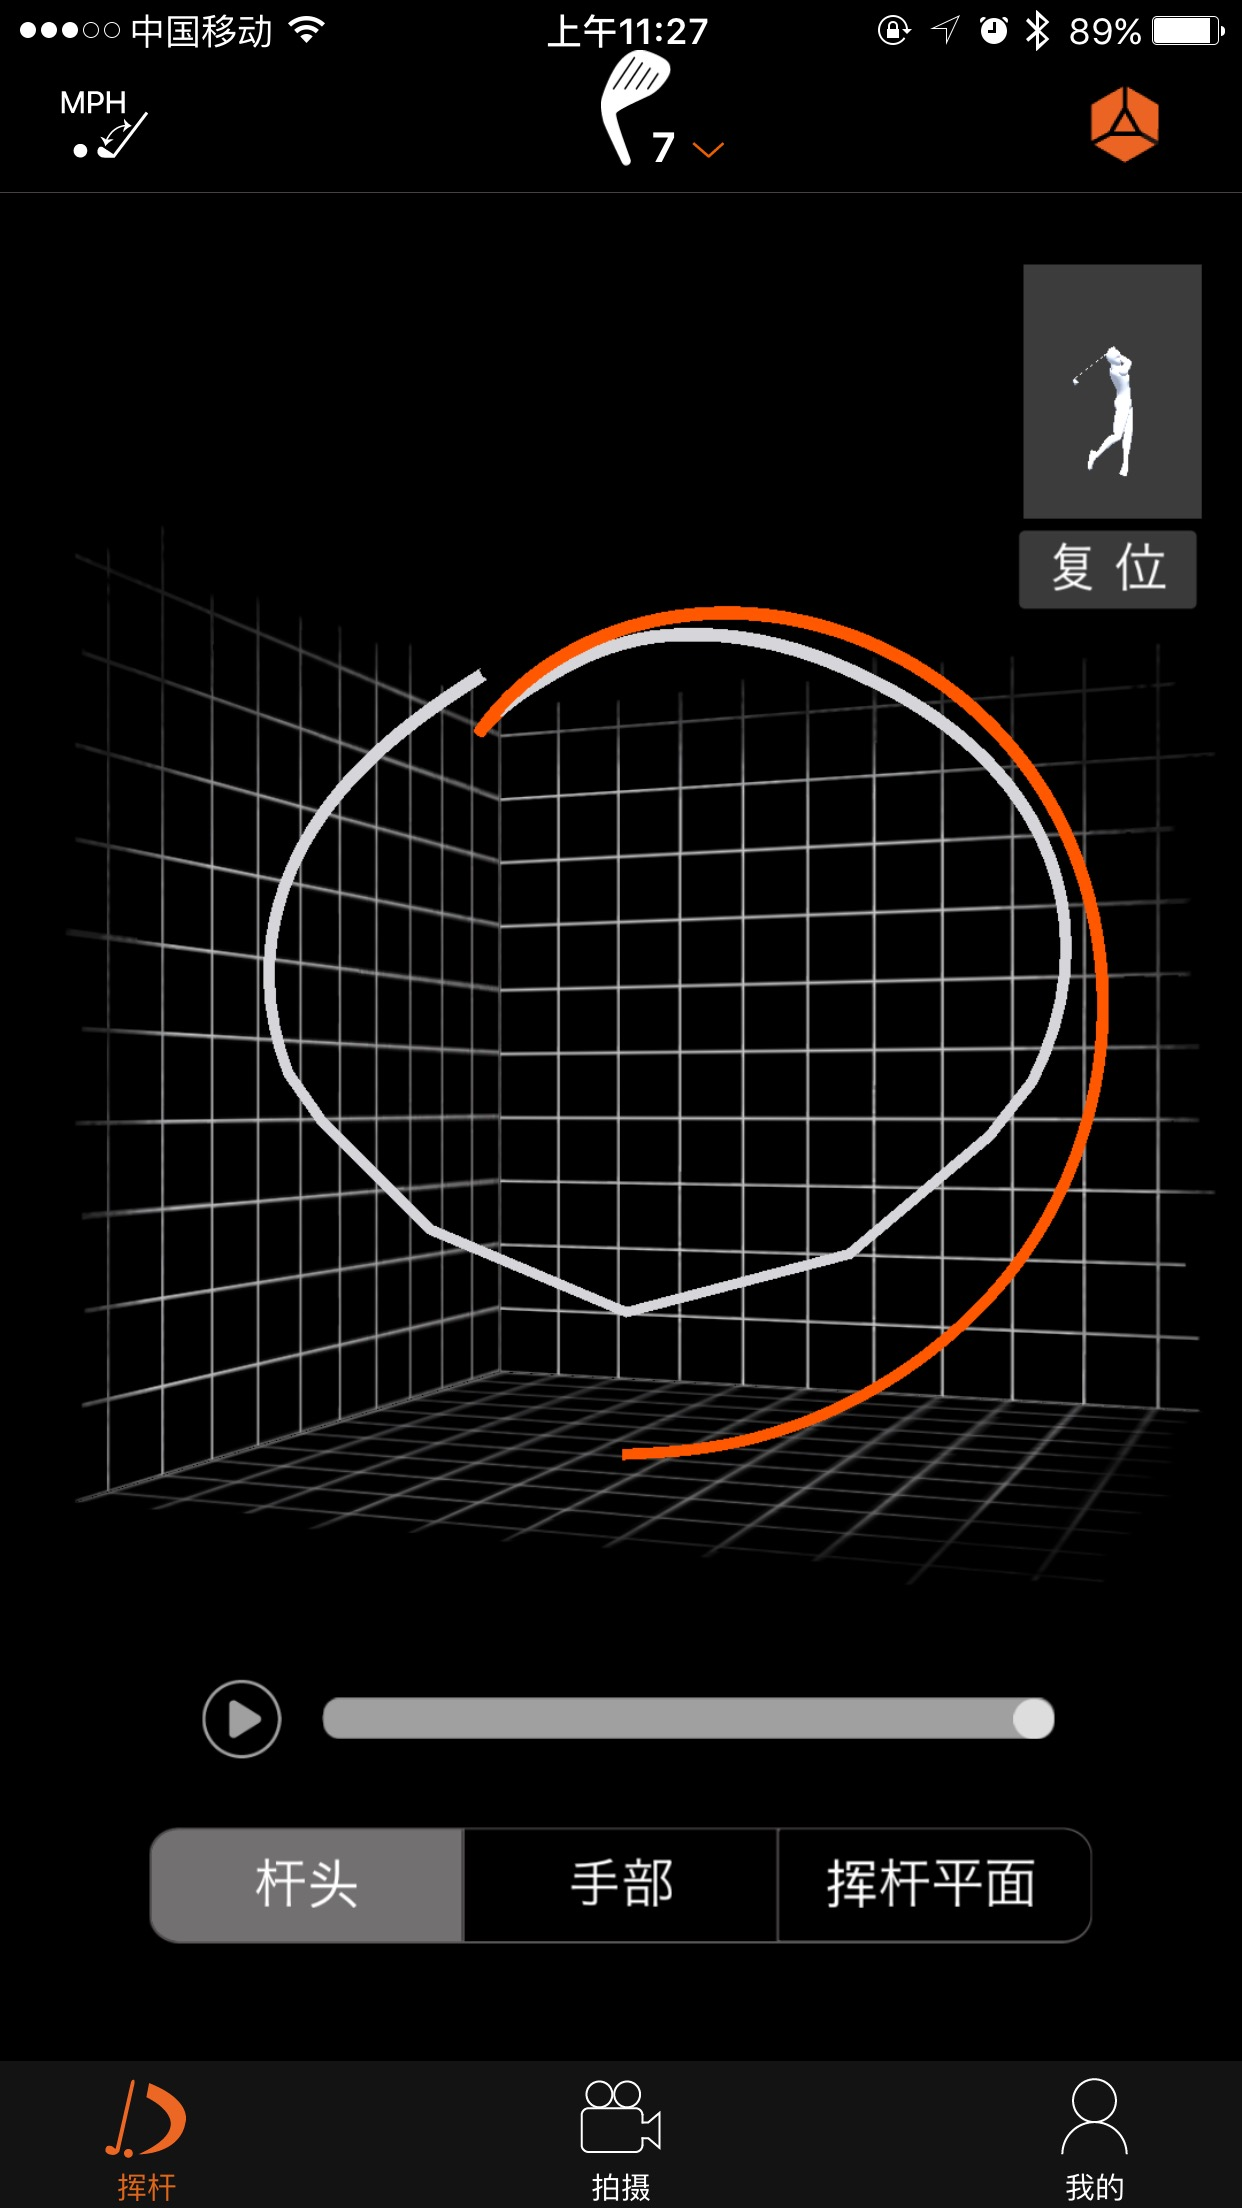 中国移动 上午11:27 89%
MPH
7
复 位
杆头 手部 挥杆平面
挥杆 拍摄 我的